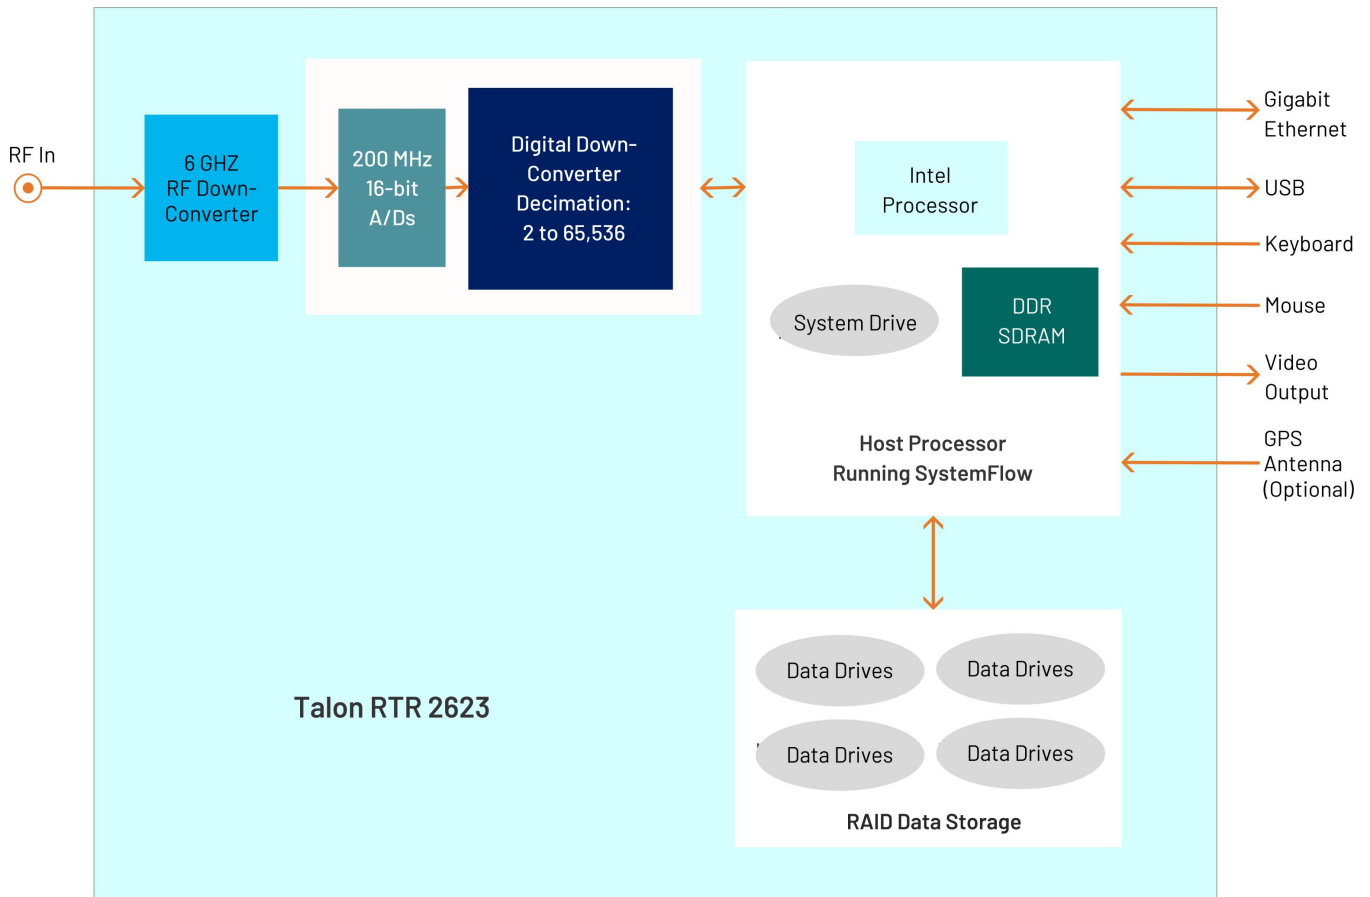 RF In
6 GHZ
RF Down-
Converter
200 MHz
16-bit
A/Ds
Digital Down-
Converter
Decimation:
2 to 65,536
Intel
Processor
System Drive
DDR
SDRAM
Host Processor
Running SystemFlow
Gigabit
Ethernet
USB
Keyboard
Mouse
Video
Output
GPS
Antenna
(Optional)
Talon RTR 2623
Data Drives
Data Drives
Data Drives
Data Drives
RAID Data Storage